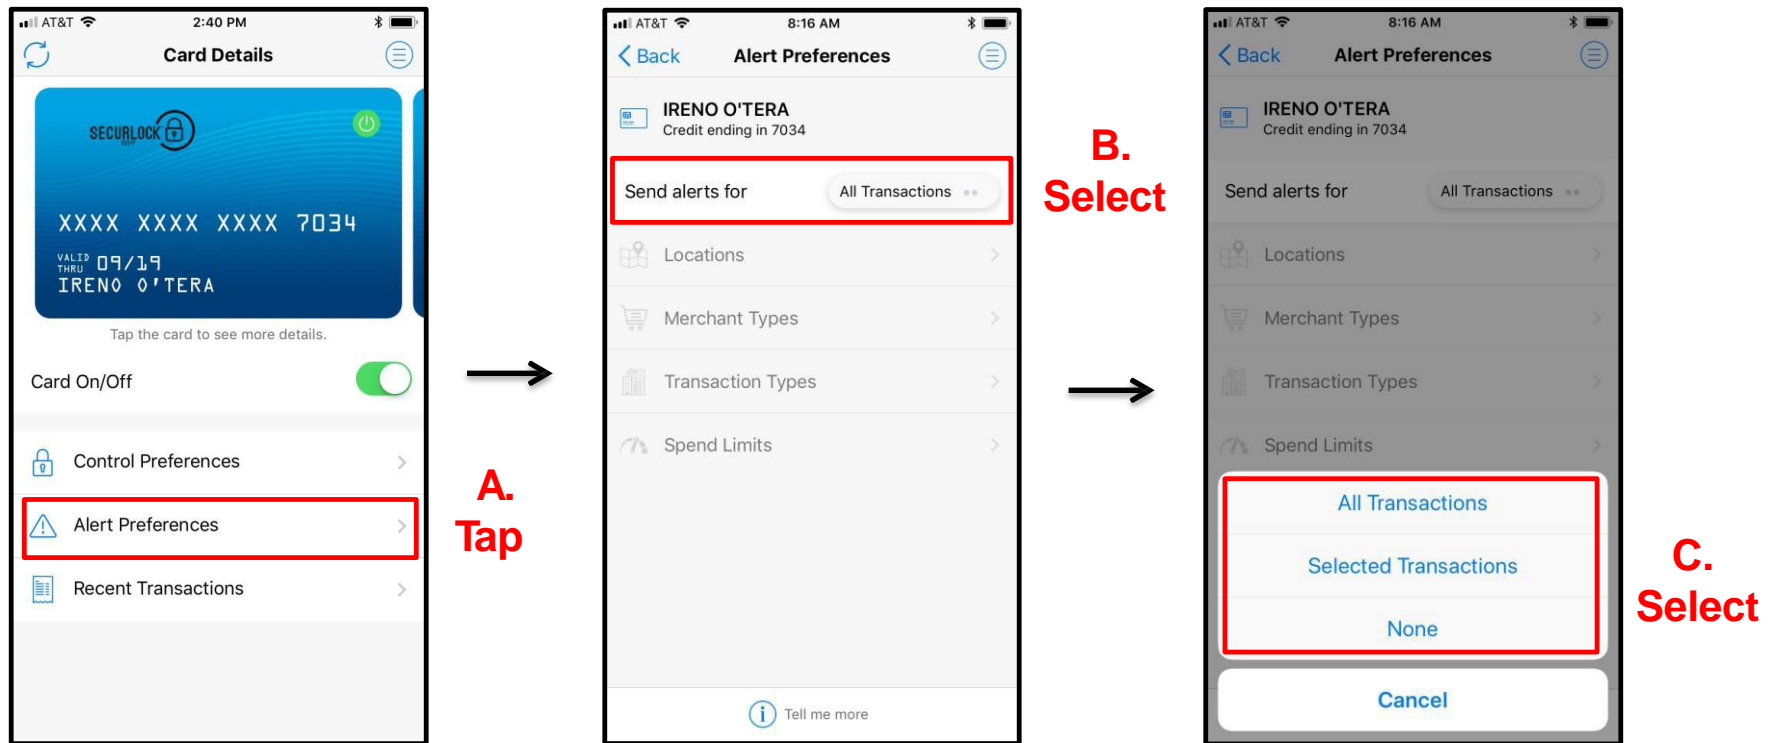 AT&T 2:40 PM
Card Details
SECURLOCK
XXXX XXXX XXXX 7034
VALID THRU 09/19
IRENO O'TERA
Tap the card to see more details.
Card On/Off
Control Preferences
Alert Preferences
Recent Transactions
A.
Tap
AT&T 8:16 AM
Back Alert Preferences
IRENO O'TERA
Credit ending in 7034
Send alerts for All Transactions
Locations
Merchant Types
Transaction Types
Spend Limits
Tell me more
B.
Select
AT&T 8:16 AM
Back Alert Preferences
IRENO O'TERA
Credit ending in 7034
Send alerts for All Transactions
Locations
Merchant Types
Transaction Types
Spend Limits
All Transactions
Selected Transactions
None
Cancel
C.
Select